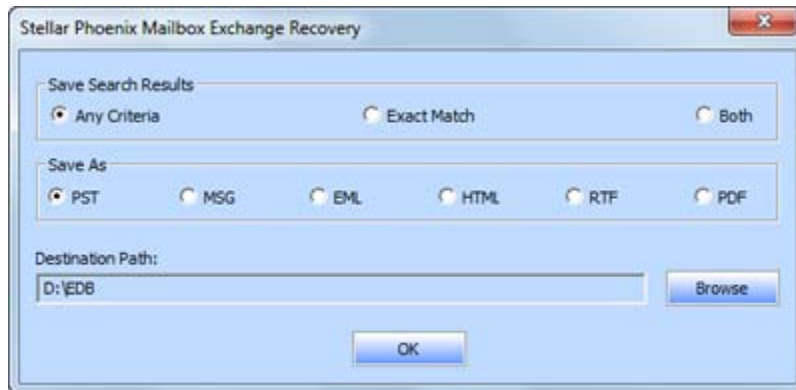 Stellar Phoenix Mailbox Exchange Recovery
Save Search Results
Any Criteria Exact Match Both
Save As
PST MSG EML HTML RTF PDF
Destination Path:
D:\EDB Browse
OK